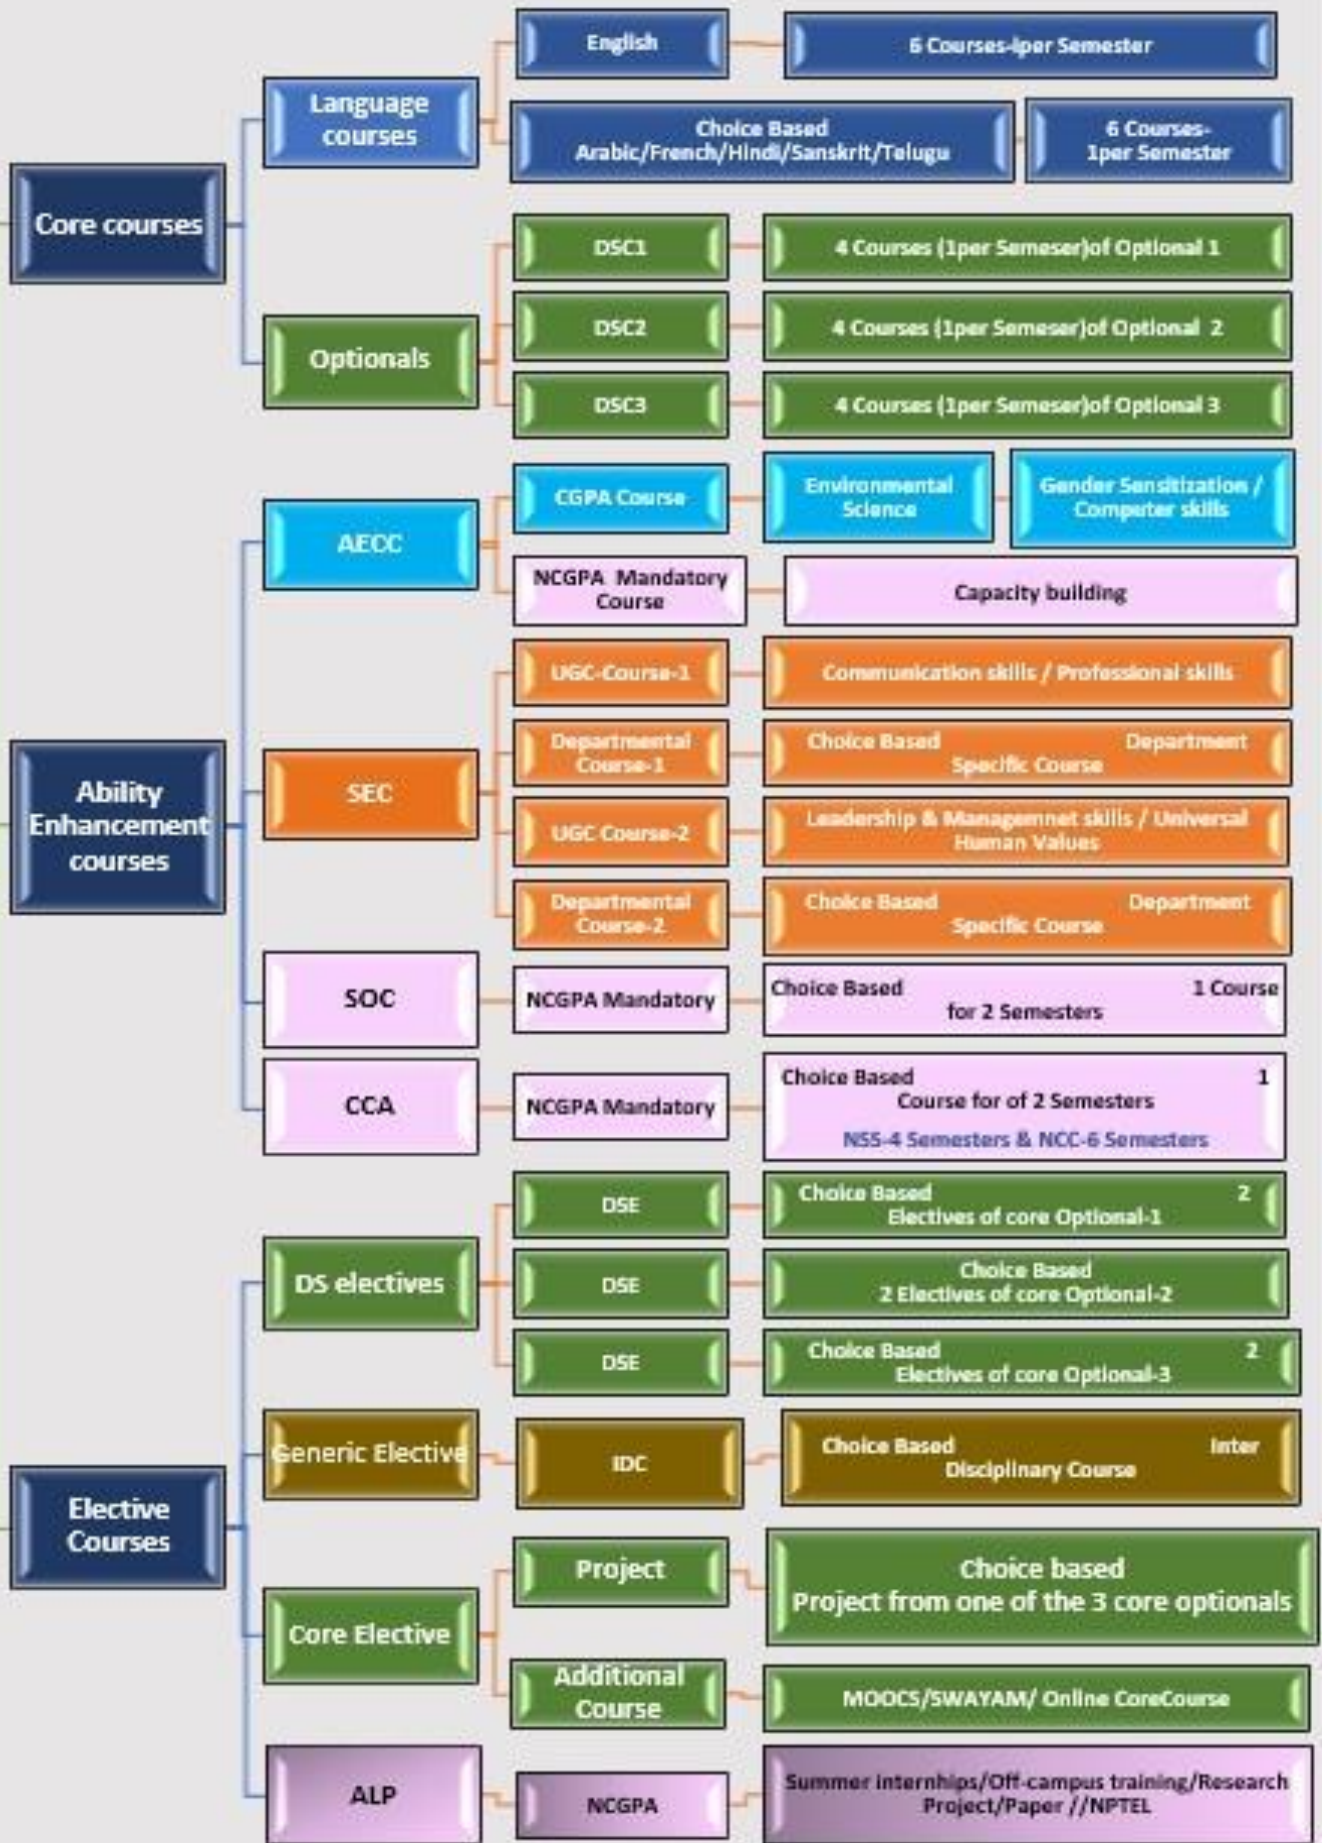 English
6 Courses-iper Semester
Language
courses
Choice Based
Arabic/French/Hindi/Sanskrit/Telugu
6 Courses-
1per Semester
Core courses
DSC1
4 Courses (1per Semeser)of Optional 1
Optionals
DSC2
4 Courses (1per Semeser)of Optional 2
DSC3
4 Courses (1per Semeser)of Optional 3
AECC
CGPA Course
Environmental
Science
Gender Sensitization /
Computer skills
NCGPA Mandatory
Course
Capacity building
Ability
Enhancement
courses
SEC
UGC-Course-1
Communication skills / Professional skills
Departmental
Course-1
Choice Based Department
Specific Course
UGC Course-2
Leadership & Managemnet skills / Universal
Human Values
Departmental
Course-2
Choice Based Department
Specific Course
SOC
NCGPA Mandatory
Choice Based 1 Course
for 2 Semesters
CCA
NCGPA Mandatory
Choice Based 1
Course for of 2 Semesters
NSS-4 Semesters & NCC-6 Semesters
Elective
Courses
DS electives
DSE
Choice Based 2
Electives of core Optional-1
DSE
Choice Based
2 Electives of core Optional-2
DSE
Choice Based 2
Electives of core Optional-3
Generic Elective
IDC
Choice Based Inter
Disciplinary Course
Core Elective
Project
Choice based
Project from one of the 3 core optionals
Additional
Course
MOOCS/SWAYAM/ Online CoreCourse
ALP
NCGPA
Summer internhips/Off-campus training/Research
Project/Paper //NPTEL